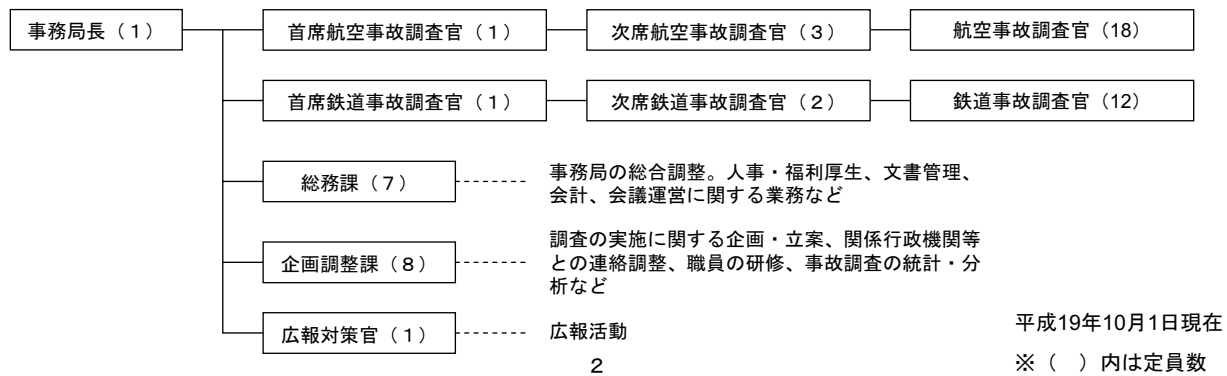 事務局長（１）
首席航空事故調査官（１）
次席航空事故調査官（３）
航空事故調査官（18）
首席鉄道事故調査官（１）
次席鉄道事故調査官（２）
鉄道事故調査官（12）
総務課（７）
事務局の総合調整。人事・福利厚生、文書管理、
会計、会議運営に関する業務など
企画調整課（８）
調査の実施に関する企画・立案、関係行政機関等
との連絡調整、職員の研修、事故調査の統計・分
析など
広報対策官（１）
広報活動
平成19年10月1日現在
※（　）内は定員数
2